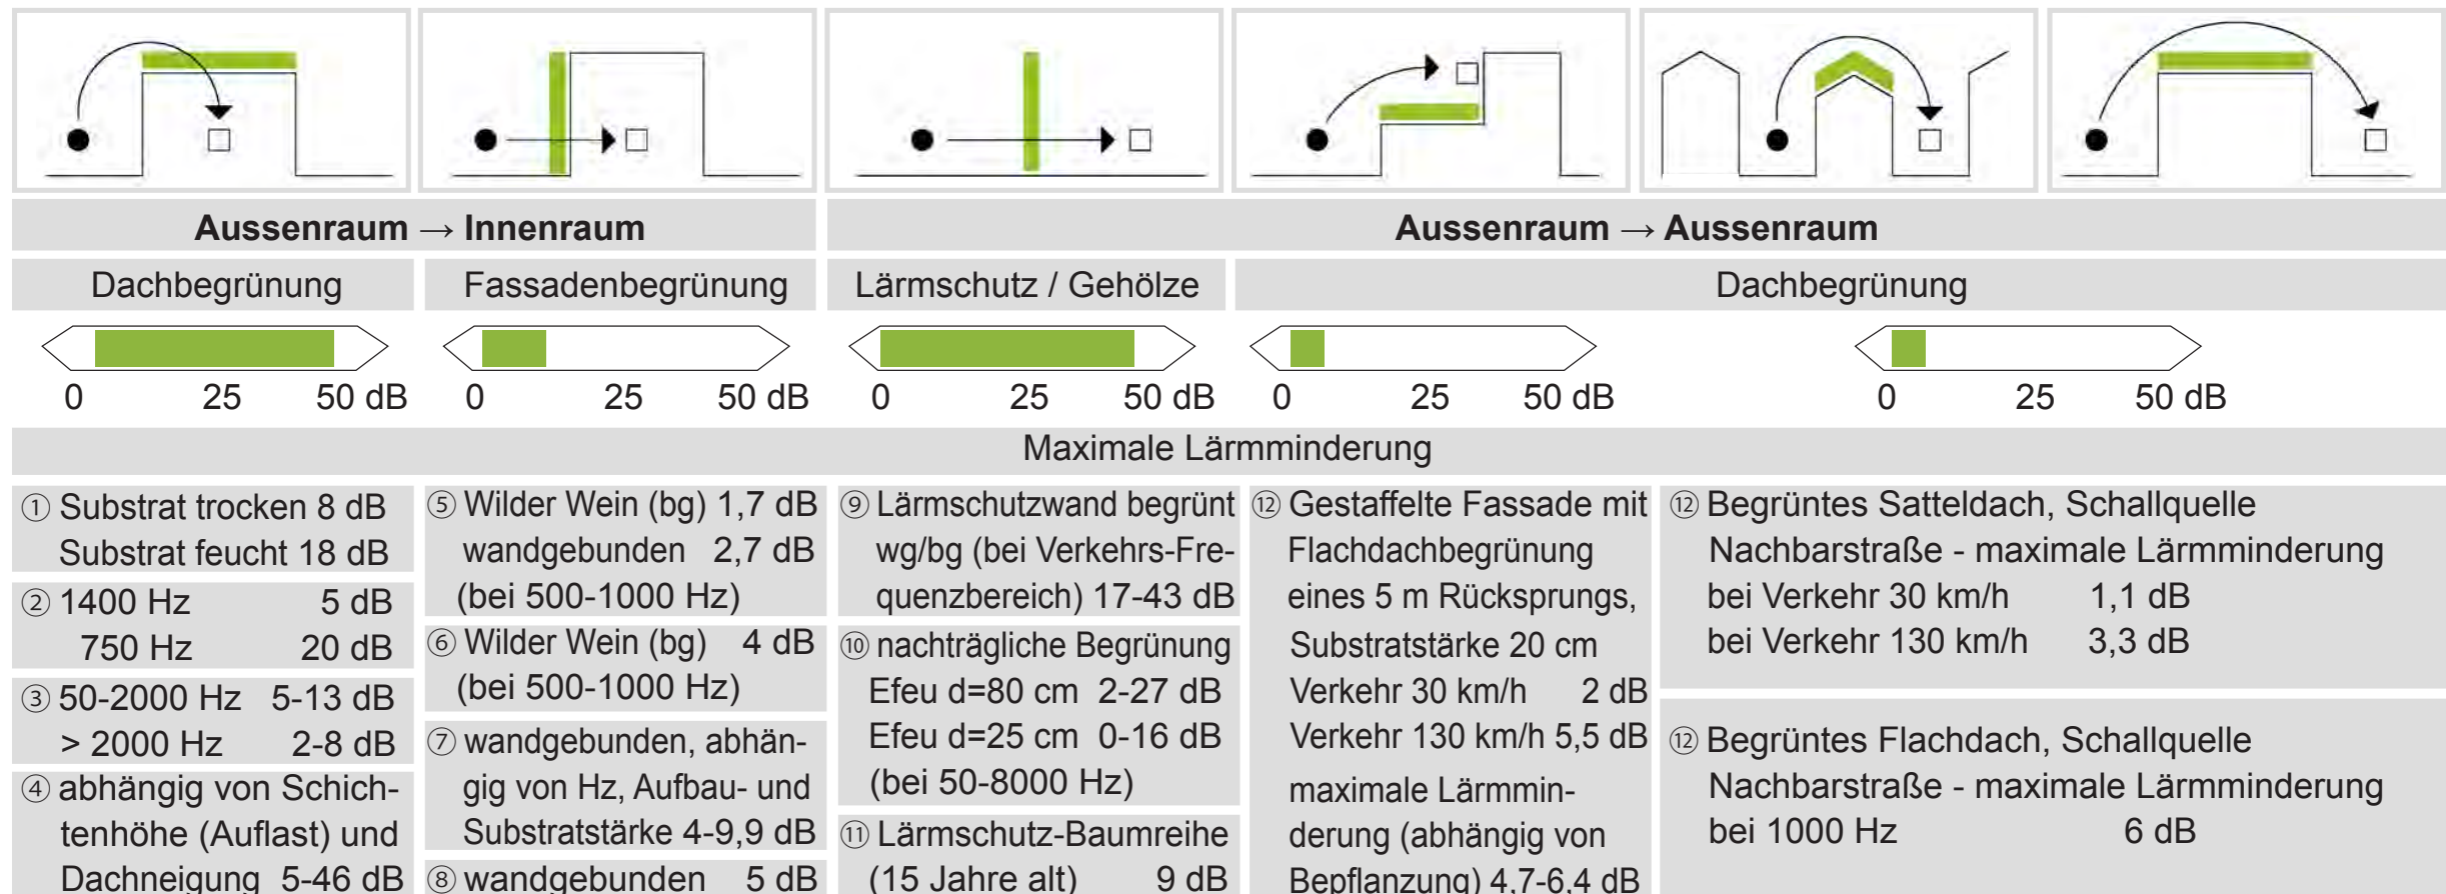 Aussenraum → Innenraum
Aussenraum → Aussenraum
Dachbegrünung
Fassadenbegrünung
Lärmschutz / Gehölze
Dachbegrünung
0 25 50 dB
0 25 50 dB
0 25 50 dB
0 25 50 dB
0 25 50 dB
Maximale Lärmminderung
① Substrat trocken 8 dB
Substrat feucht 18 dB
② 1400 Hz 5 dB
750 Hz 20 dB
③ 50-2000 Hz 5-13 dB
> 2000 Hz 2-8 dB
④ abhängig von Schich-
tenhöhe (Auflast) und
Dachneigung 5-46 dB
⑤ Wilder Wein (bg) 1,7 dB
wandgebunden 2,7 dB
(bei 500-1000 Hz)
⑥ Wilder Wein (bg) 4 dB
(bei 500-1000 Hz)
⑦ wandgebunden, abhän-
gig von Hz, Aufbau- und
Substratstärke 4-9,9 dB
⑧ wandgebunden 5 dB
⑨ Lärmschutzwand begrünt
wg/bg (bei Verkehrs-Fre-
quenzbereich) 17-43 dB
⑩ nachträgliche Begrünung
Efeu d=80 cm 2-27 dB
Efeu d=25 cm 0-16 dB
(bei 50-8000 Hz)
⑪ Lärmschutz-Baumreihe
(15 Jahre alt) 9 dB
⑫ Gestaffelte Fassade mit
Flachdachbegrünung
eines 5 m Rücksprungs,
Substratstärke 20 cm
Verkehr 30 km/h 2 dB
Verkehr 130 km/h 5,5 dB
maximale Lärmmin-
derung (abhängig von
Bepflanzung) 4,7-6,4 dB
⑫ Begrüntes Satteldach, Schallquelle
Nachbarstraße - maximale Lärmminderung
bei Verkehr 30 km/h 1,1 dB
bei Verkehr 130 km/h 3,3 dB
⑫ Begrüntes Flachdach, Schallquelle
Nachbarstraße - maximale Lärmminderung
bei 1000 Hz 6 dB